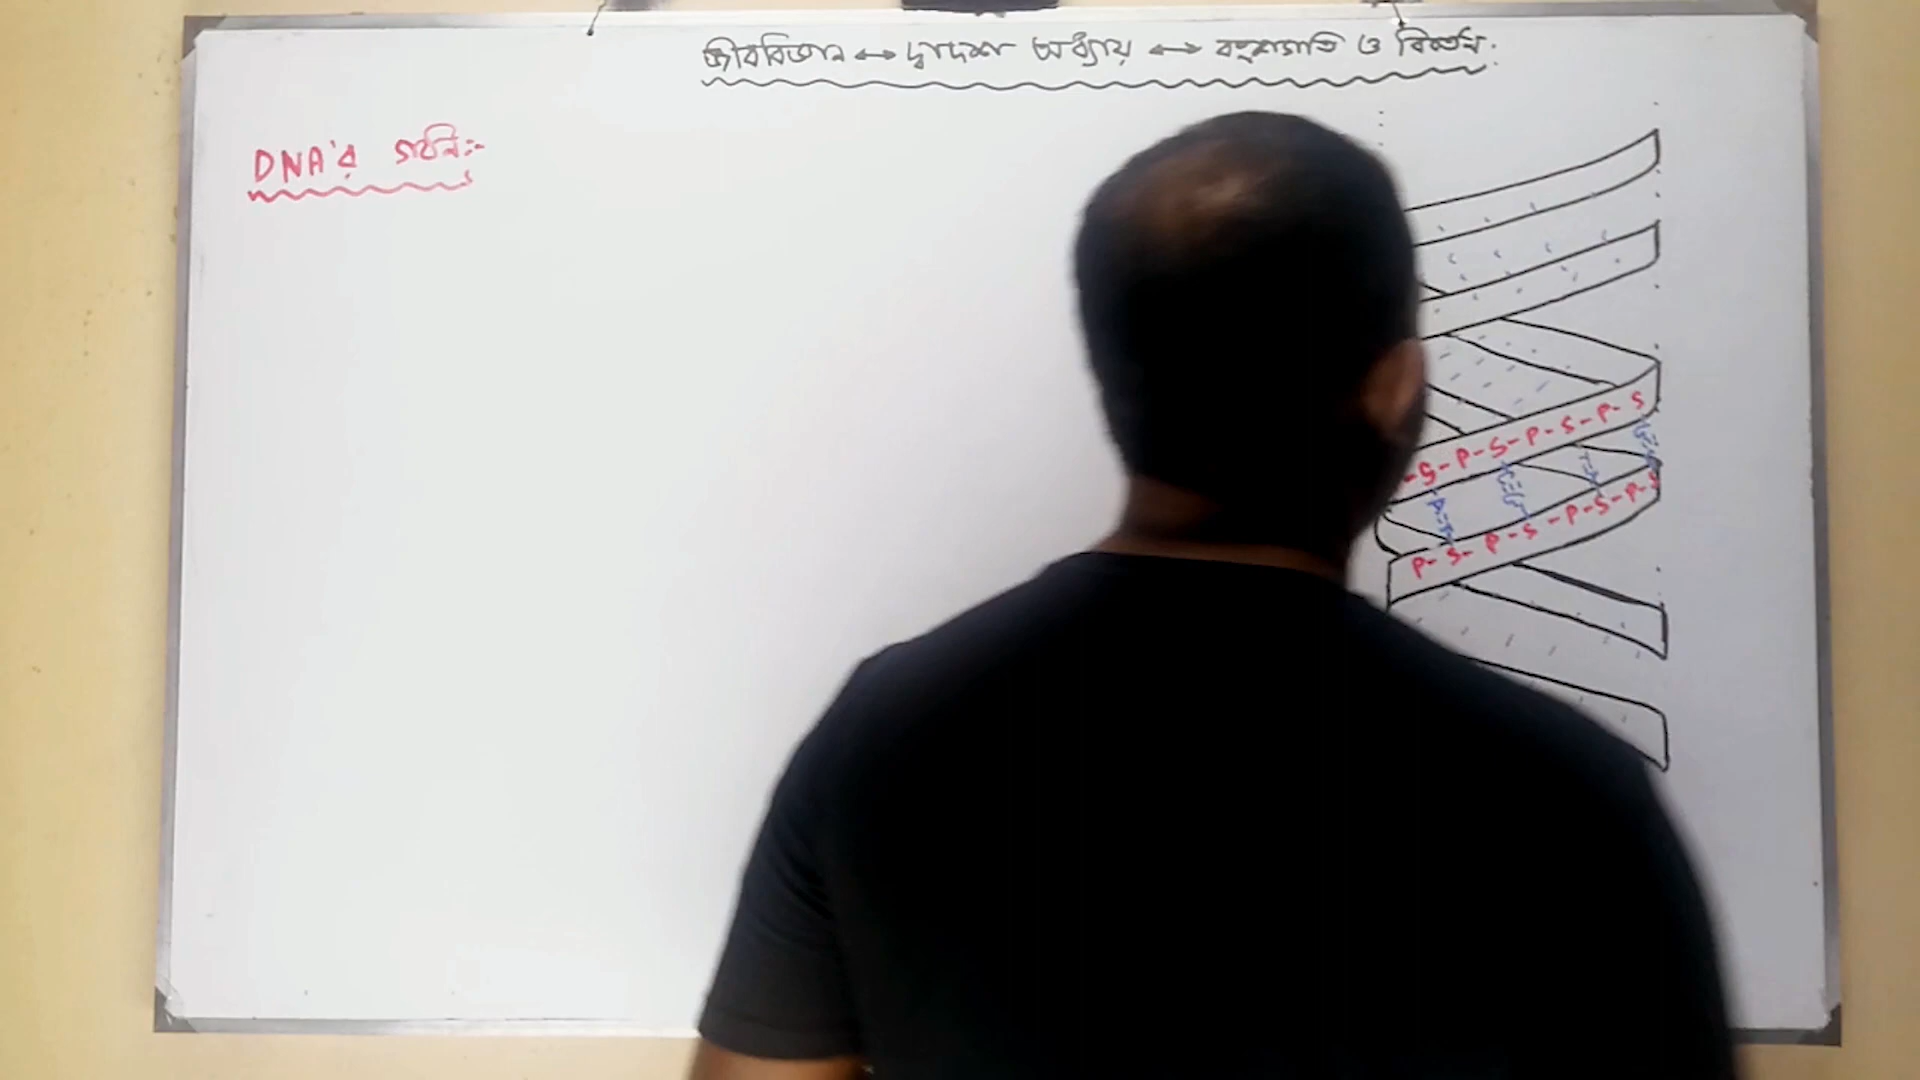 জীববিজ্ঞান ↔ দ্বাদশ অধ্যায় ↔ বংশগতি ও বিবর্তন.
DNA'র গঠন:-
-S-P-S-P-S-P-S
P-S-P-S-P-S-P-S